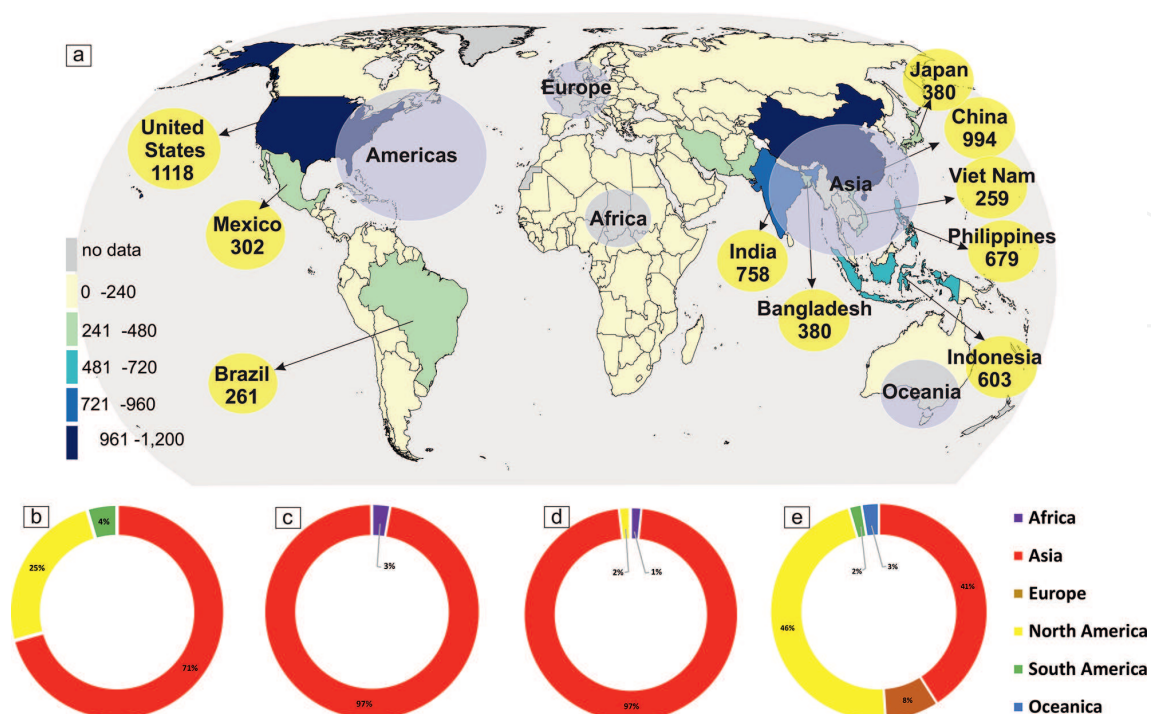 a
Europe
Japan
380
United
States
1118
Americas
China
994
Asia
Viet Nam
259
Mexico
302
Africa
Philippines
679
India
758
Bangladesh
380
no data
0 -240
241 -480
481 -720
721 -960
961 -1,200
Brazil
261
Indonesia
603
Oceania
b
4%
25%
71%
c
3%
97%
d
2%
1%
97%
e
2%
3%
41%
46%
8%
Africa
Asia
Europe
North America
South America
Oceanica